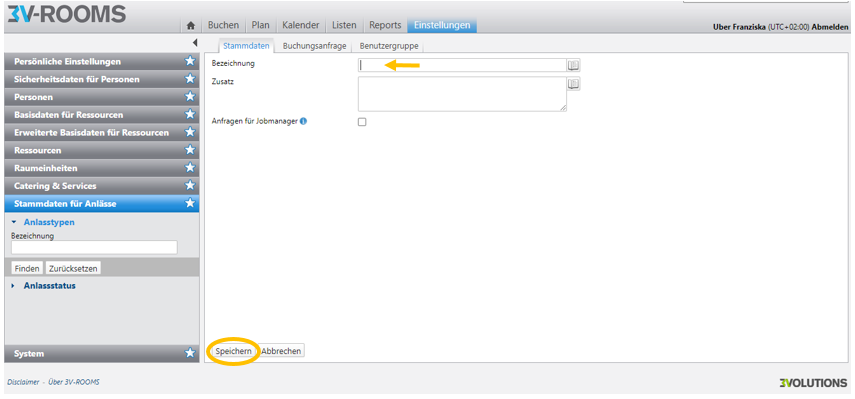 3V-ROOMS
Buchen Plan Kalender Listen Reports Einstellungen
Uber Franziska (UTC+02:00) Abmelden
Stammdaten Buchungsanfrage Benutzergruppe
Persönliche Einstellungen
Sicherheitsdaten für Personen
Personen
Basisdaten für Ressourcen
Erweiterte Basisdaten für Ressourcen
Ressourcen
Raumeinheiten
Catering & Services
Stammdaten für Anlässe
Anlasstypen
Bezeichnung
Finden Zurücksetzen
Anlassstatus
System
Bezeichnung
Zusatz
Anfragen für Jobmanager
Speichern Abbrechen
Disclaimer - Über 3V-ROOMS
3VOLUTIONS